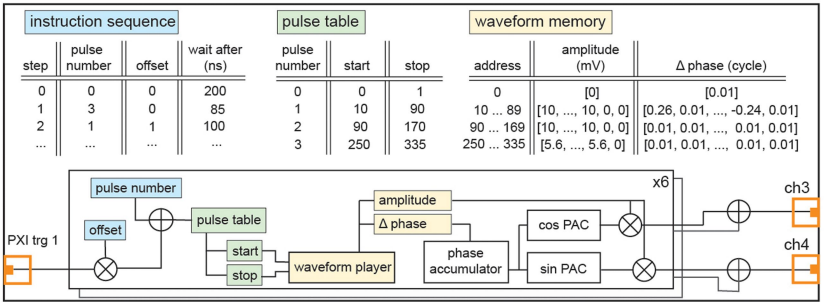 instruction sequence
pulse table
waveform memory
step pulse number offset wait after (ns)
0 0 0 200
1 3 0 85
2 1 1 100
... ... ... ...
pulse number start stop
0 0 1
1 10 90
2 90 170
3 250 335
address amplitude (mV) Δ phase (cycle)
0 [0] [0.01]
10 ... 89 [10, ..., 10, 0, 0] [0.26, 0.01, ..., -0.24, 0.01]
90 ... 169 [10, ..., 10, 0, 0] [0.01, 0.01, ..., 0.01, 0.01]
250 ... 335 [5.6, ..., 5.6, 0] [0.01, 0.01, ..., 0.01, 0.01]
x6
pulse number
amplitude
ch3
offset
pulse table
Δ phase
cos PAC
PXI trg 1
start
stop
waveform player
phase
accumulator
sin PAC
ch4